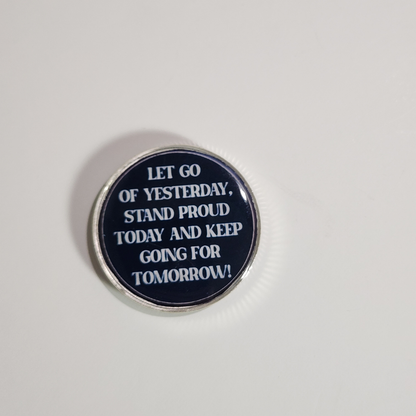 LET GO
OF YESTERDAY,
STAND PROUD
TODAY AND KEEP
GOING FOR
TOMORROW!